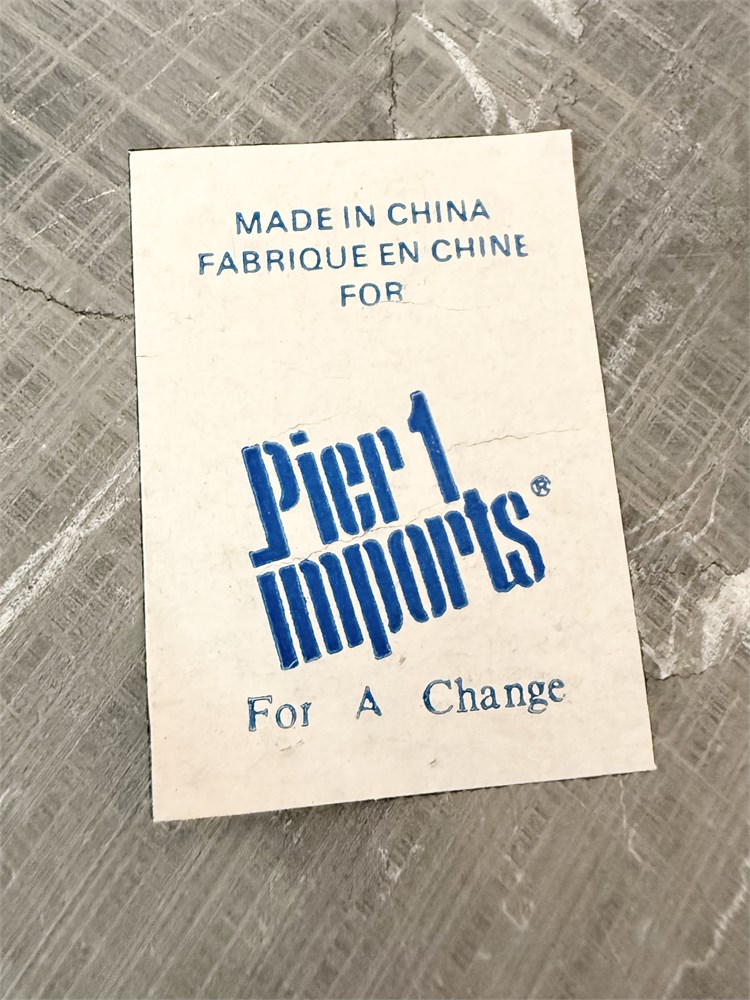 MADE IN CHINA
FABRIQUE EN CHINE
FOR
Pier 1
imports®
For A Change